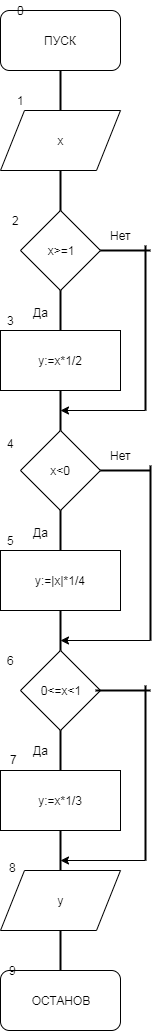 0
ПУСК
1
x
2
x>=1
Нет
Да
3
y:=x*1/2
4
x<0
Нет
Да
5
y:=|x|*1/4
6
0<=x<1
Да
7
y:=x*1/3
8
y
9
ОСТАНОВ